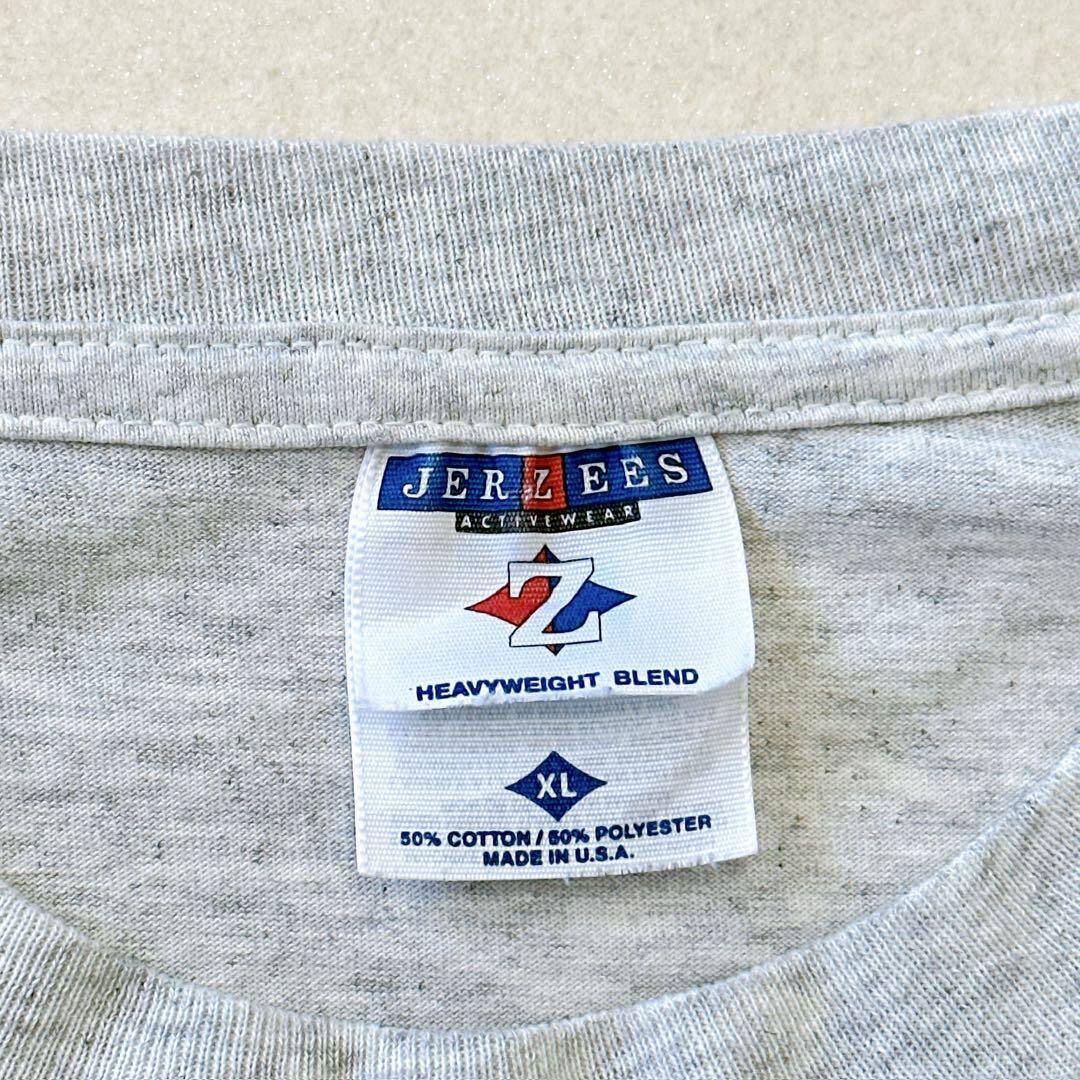 JERZEES
ACTIVEWEAR
Z
HEAVYWEIGHT BLEND
XL
50% COTTON / 50% POLYESTER
MADE IN U.S.A.